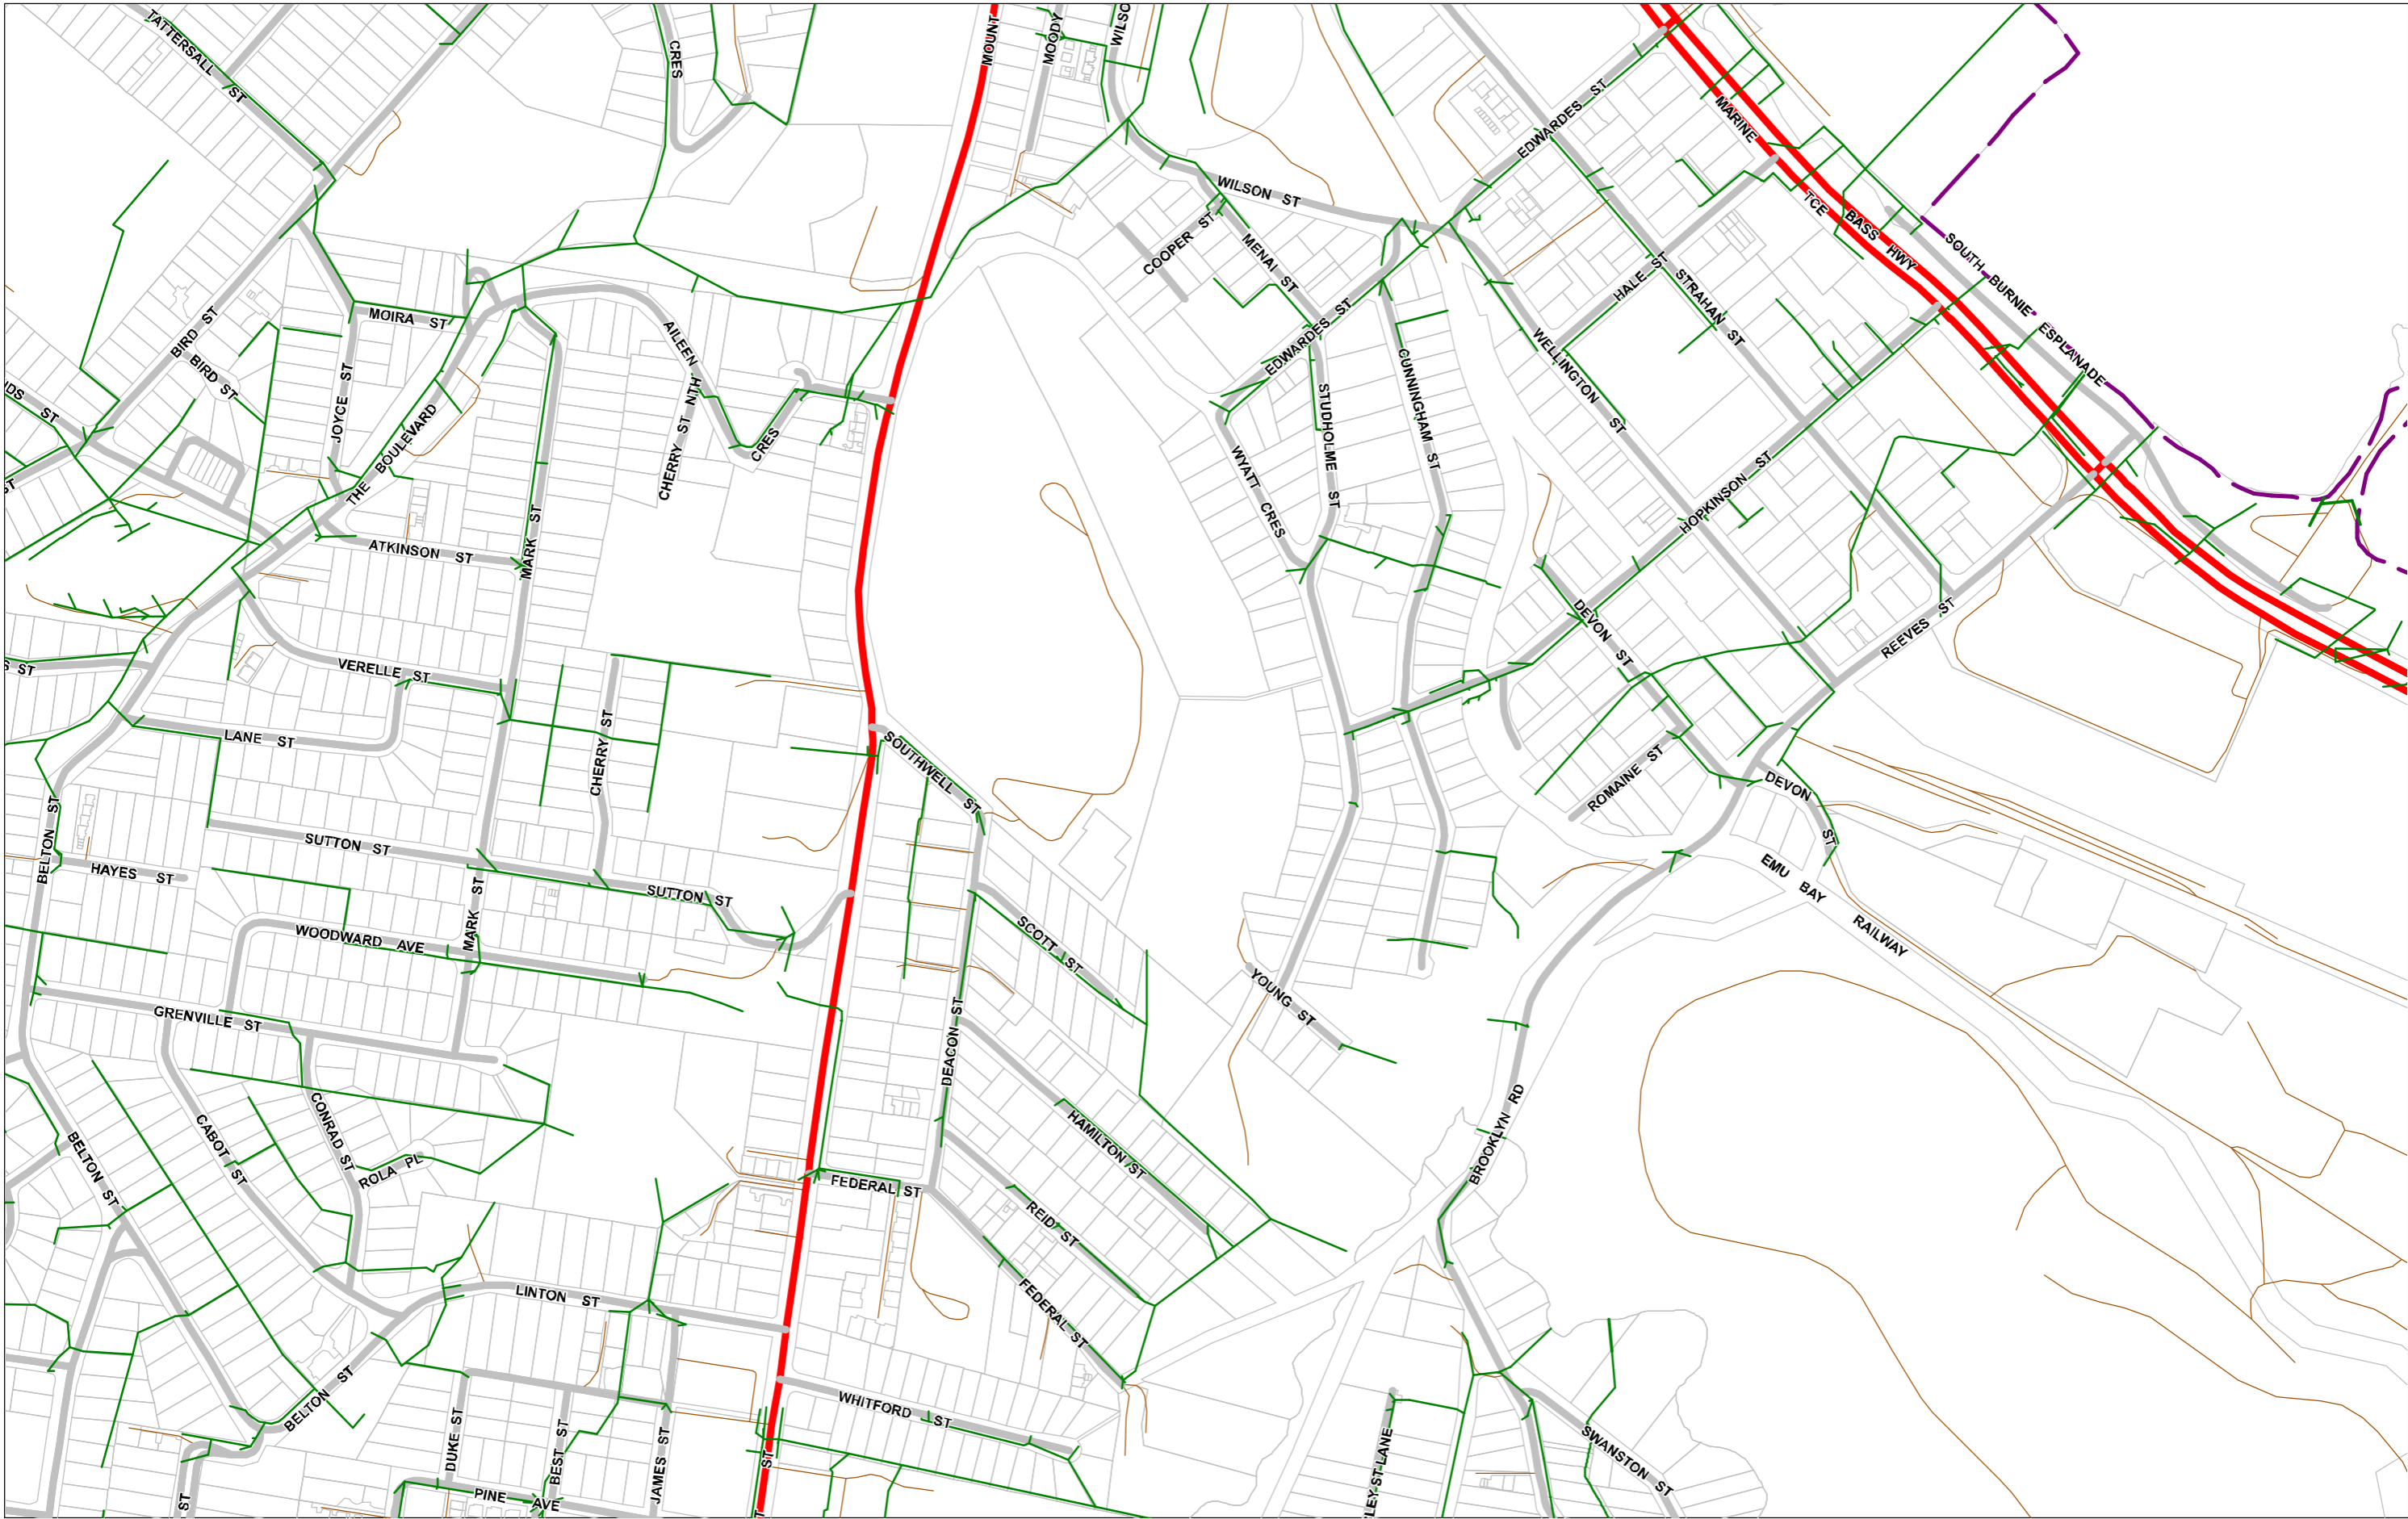 TATTERSALL ST
CRES
MOUNT
MOODY
EDWARDES ST
MARINE
TCE
BASS HWY
SOUTH BURNIE ESPLANADE
WILSON ST
COOPER ST
MENAI ST
HALE ST
STRAHAN ST
BIRD ST
BIRD ST
MOIRA ST
JOYCE ST
THE BOULEVARD
AILEEN
CRES
CHERRY ST NTH
EDWARDES ST
STUDHOLME ST
CUNNINGHAM ST
WELLINGTON ST
WYATT CRES
HOPKINSON ST
ST
ATKINSON ST
MARK ST
DEVON ST
REEVES ST
VERELLE ST
LANE ST
CHERRY ST
SOUTHWELL ST
ROMAINE ST
DEVON ST
BELTON ST
HAYES ST
SUTTON ST
SUTTON ST
MARK ST
EMU BAY RAILWAY
WOODWARD AVE
SCOTT ST
YOUNG ST
GRENVILLE ST
DEACON ST
BELTON ST
CABOT ST
CONRAD ST
ROLA PL
HAMILTON ST
BROOKLYN RD
FEDERAL ST
REID ST
LINTON ST
FEDERAL ST
BELTON ST
WHITFORD ST
DUKE ST
BEST ST
JAMES ST
ST
PINE AVE
ST
ST LANE
SWANSTON ST